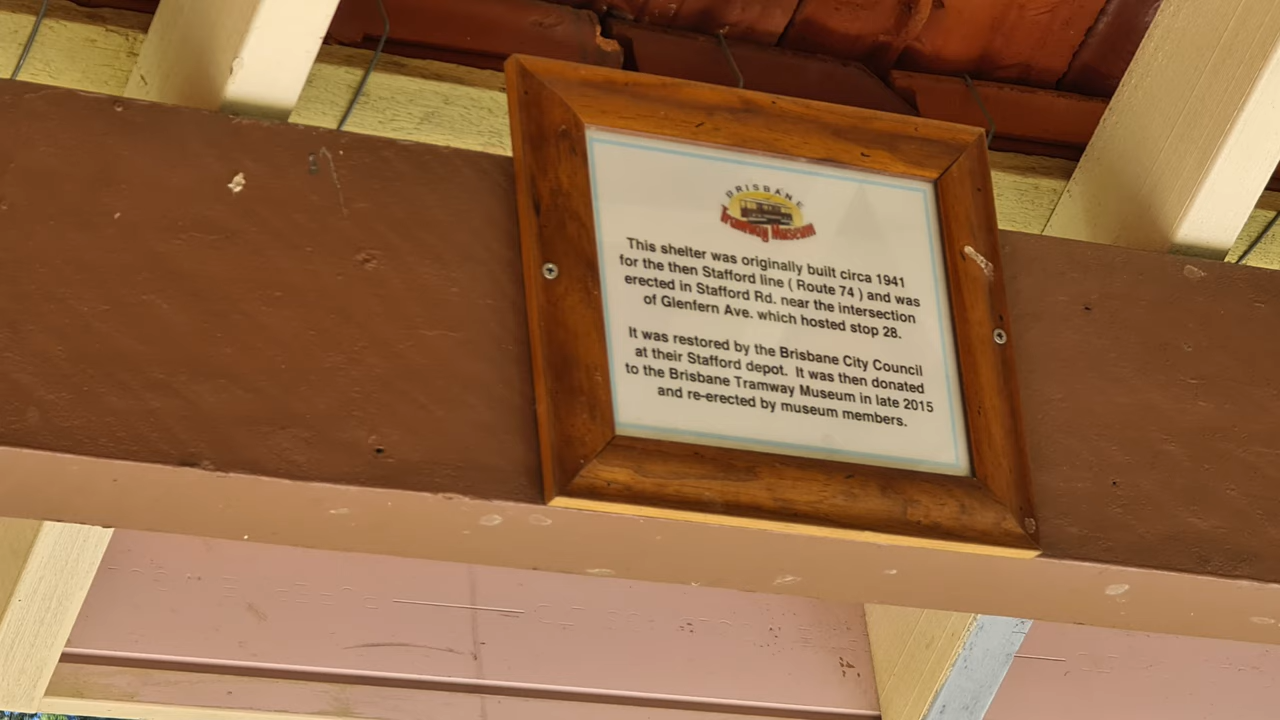 BRISBANE
Tramway Museum
This shelter was originally built circa 1941
for the then Stafford line ( Route 74 ) and was
erected in Stafford Rd. near the intersection
of Glenfern Ave. which hosted stop 28.
It was restored by the Brisbane City Council
at their Stafford depot. It was then donated
to the Brisbane Tramway Museum in late 2015
and re-erected by museum members.